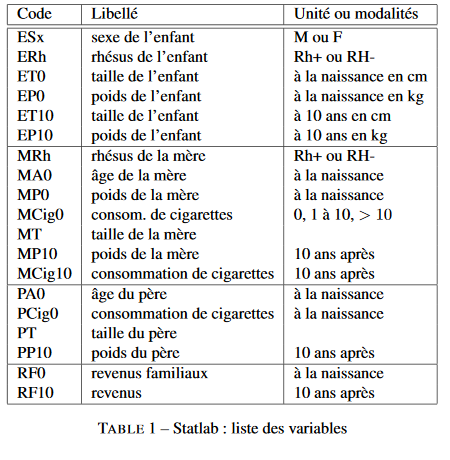 Code Libellé Unité ou modalités
ESx sexe de l'enfant M ou F
ERh rhésus de l'enfant Rh+ ou RH-
ET0 taille de l'enfant à la naissance en cm
EP0 poids de l'enfant à la naissance en kg
ET10 taille de l'enfant à 10 ans en cm
EP10 poids de l'enfant à 10 ans en kg
MRh rhésus de la mère Rh+ ou RH-
MA0 âge de la mère à la naissance
MP0 poids de la mère à la naissance
MCig0 consom. de cigarettes 0, 1 à 10, > 10
MT taille de la mère
MP10 poids de la mère 10 ans après
MCig10 consommation de cigarettes 10 ans après
PA0 âge du père à la naissance
PCig0 consommation de cigarettes à la naissance
PT taille du père
PP10 poids du père 10 ans après
RF0 revenus familiaux à la naissance
RF10 revenus 10 ans après
TABLE 1 – Statlab : liste des variables